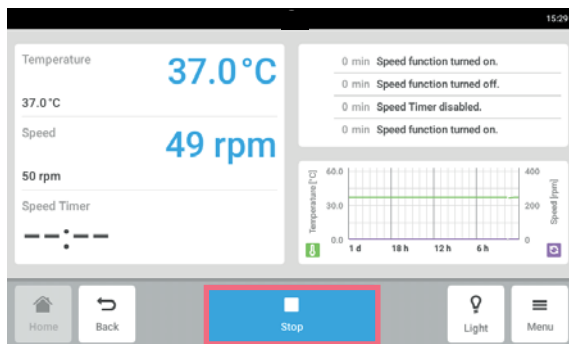 15:29
Temperature
37.0°C
37.0°C
Speed
49 rpm
50 rpm
Speed Timer
--:--
0 min Speed function turned on.
0 min Speed function turned off.
0 min Speed Timer disabled.
0 min Speed function turned on.
Temperature [°C]
60.0
30.0
0.0
1 d 18 h 12 h 6 h
400
200
0
Speed [rpm]
Home
Back
Stop
Light
Menu